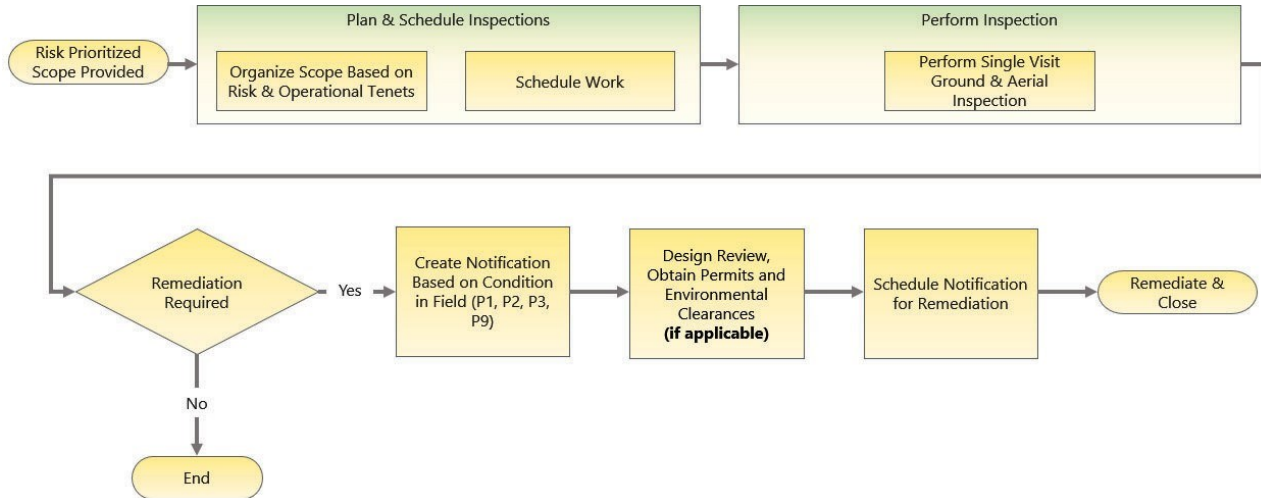 Risk Prioritized
Scope Provided
Plan & Schedule Inspections
Organize Scope Based on
Risk & Operational Tenets
Schedule Work
Perform Inspection
Perform Single Visit
Ground & Aerial
Inspection
Remediation
Required
Yes
No
End
Create Notification
Based on Condition
in Field (P1, P2, P3,
P9)
Design Review,
Obtain Permits and
Environmental
Clearances
(if applicable)
Schedule Notification
for Remediation
Remediate &
Close